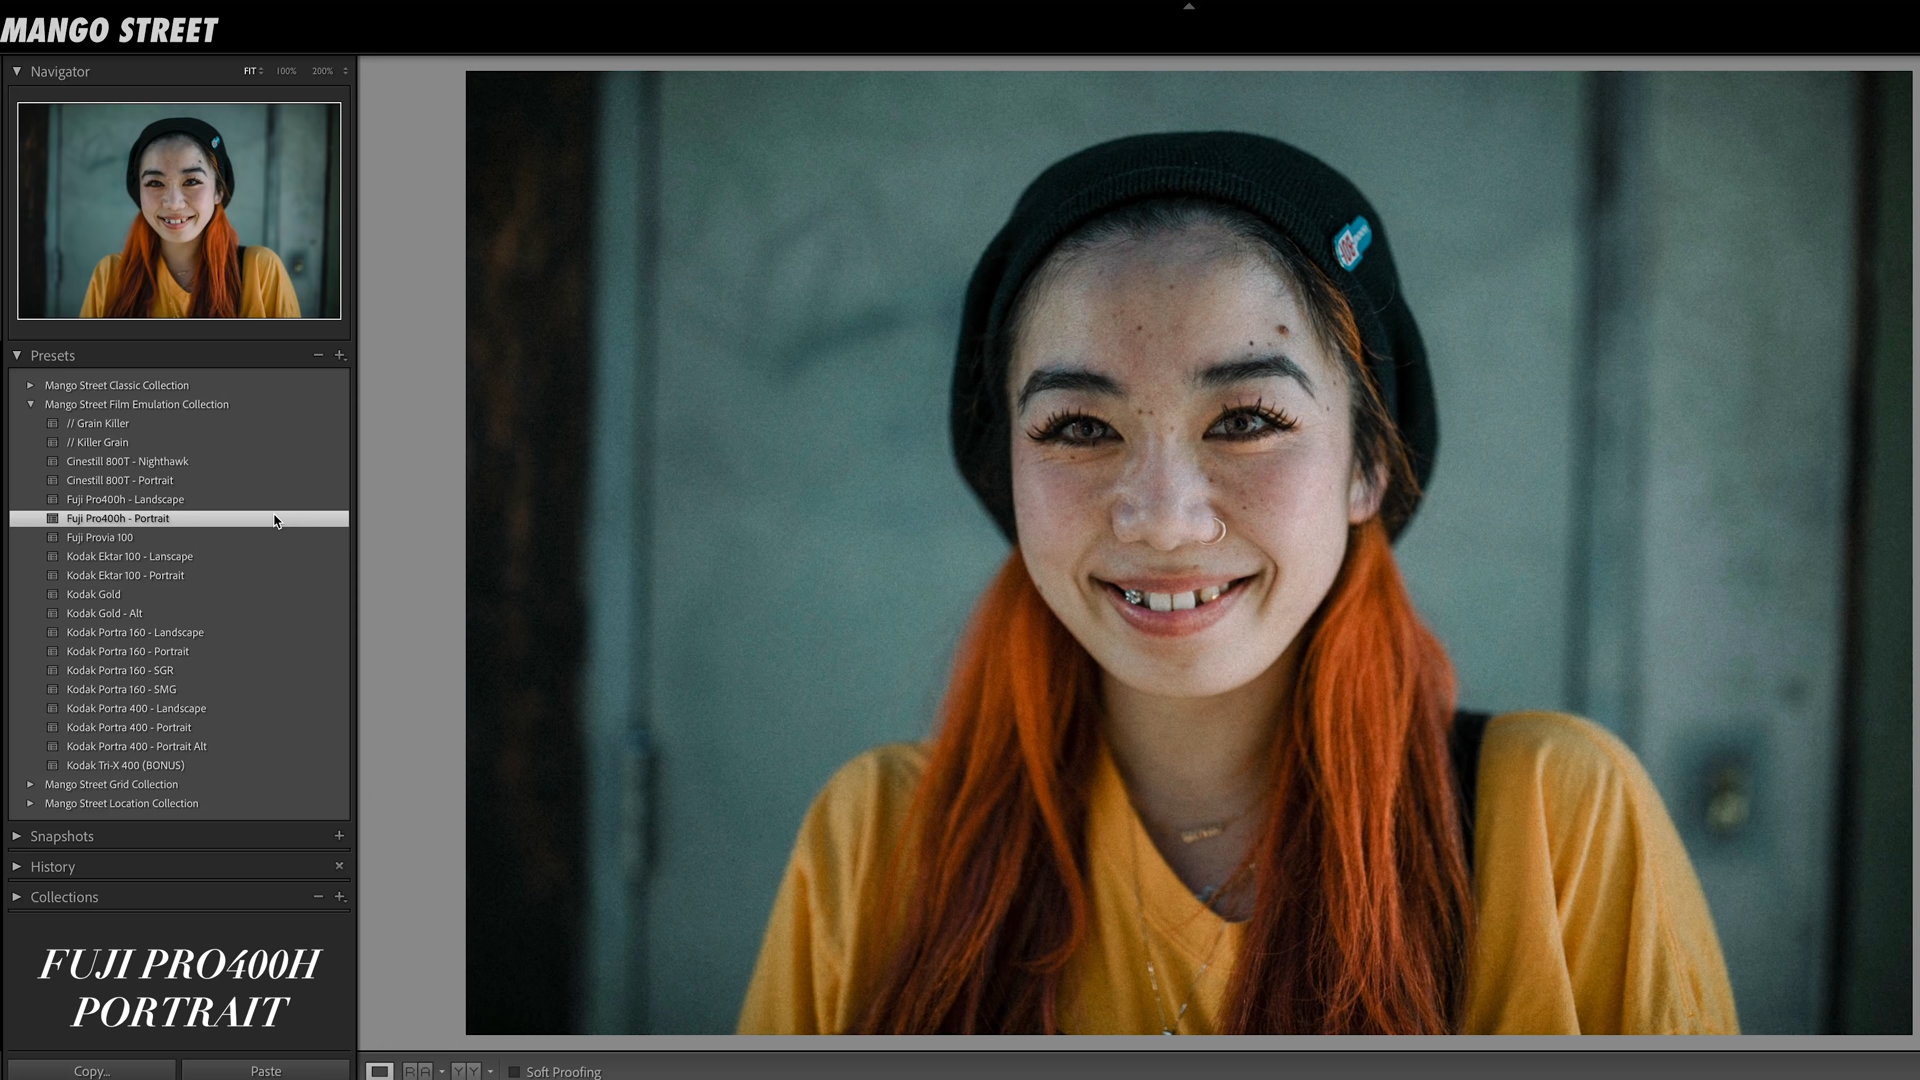 MANGO STREET
Navigator FIT 100% 200%
Presets
Mango Street Classic Collection
Mango Street Film Emulation Collection
// Grain Killer
// Killer Grain
Cinestill 800T - Nighthawk
Cinestill 800T - Portrait
Fuji Pro400h - Landscape
Fuji Pro400h - Portrait
Fuji Provia 100
Kodak Ektar 100 - Lanscape
Kodak Ektar 100 - Portrait
Kodak Gold
Kodak Gold - Alt
Kodak Portra 160 - Landscape
Kodak Portra 160 - Portrait
Kodak Portra 160 - SGR
Kodak Portra 160 - SMG
Kodak Portra 400 - Landscape
Kodak Portra 400 - Portrait
Kodak Portra 400 - Portrait Alt
Kodak Tri-X 400 (BONUS)
Mango Street Grid Collection
Mango Street Location Collection
Snapshots
History
Collections
FUJI PRO400H
PORTRAIT
Copy... Paste
R A Y Y Soft Proofing